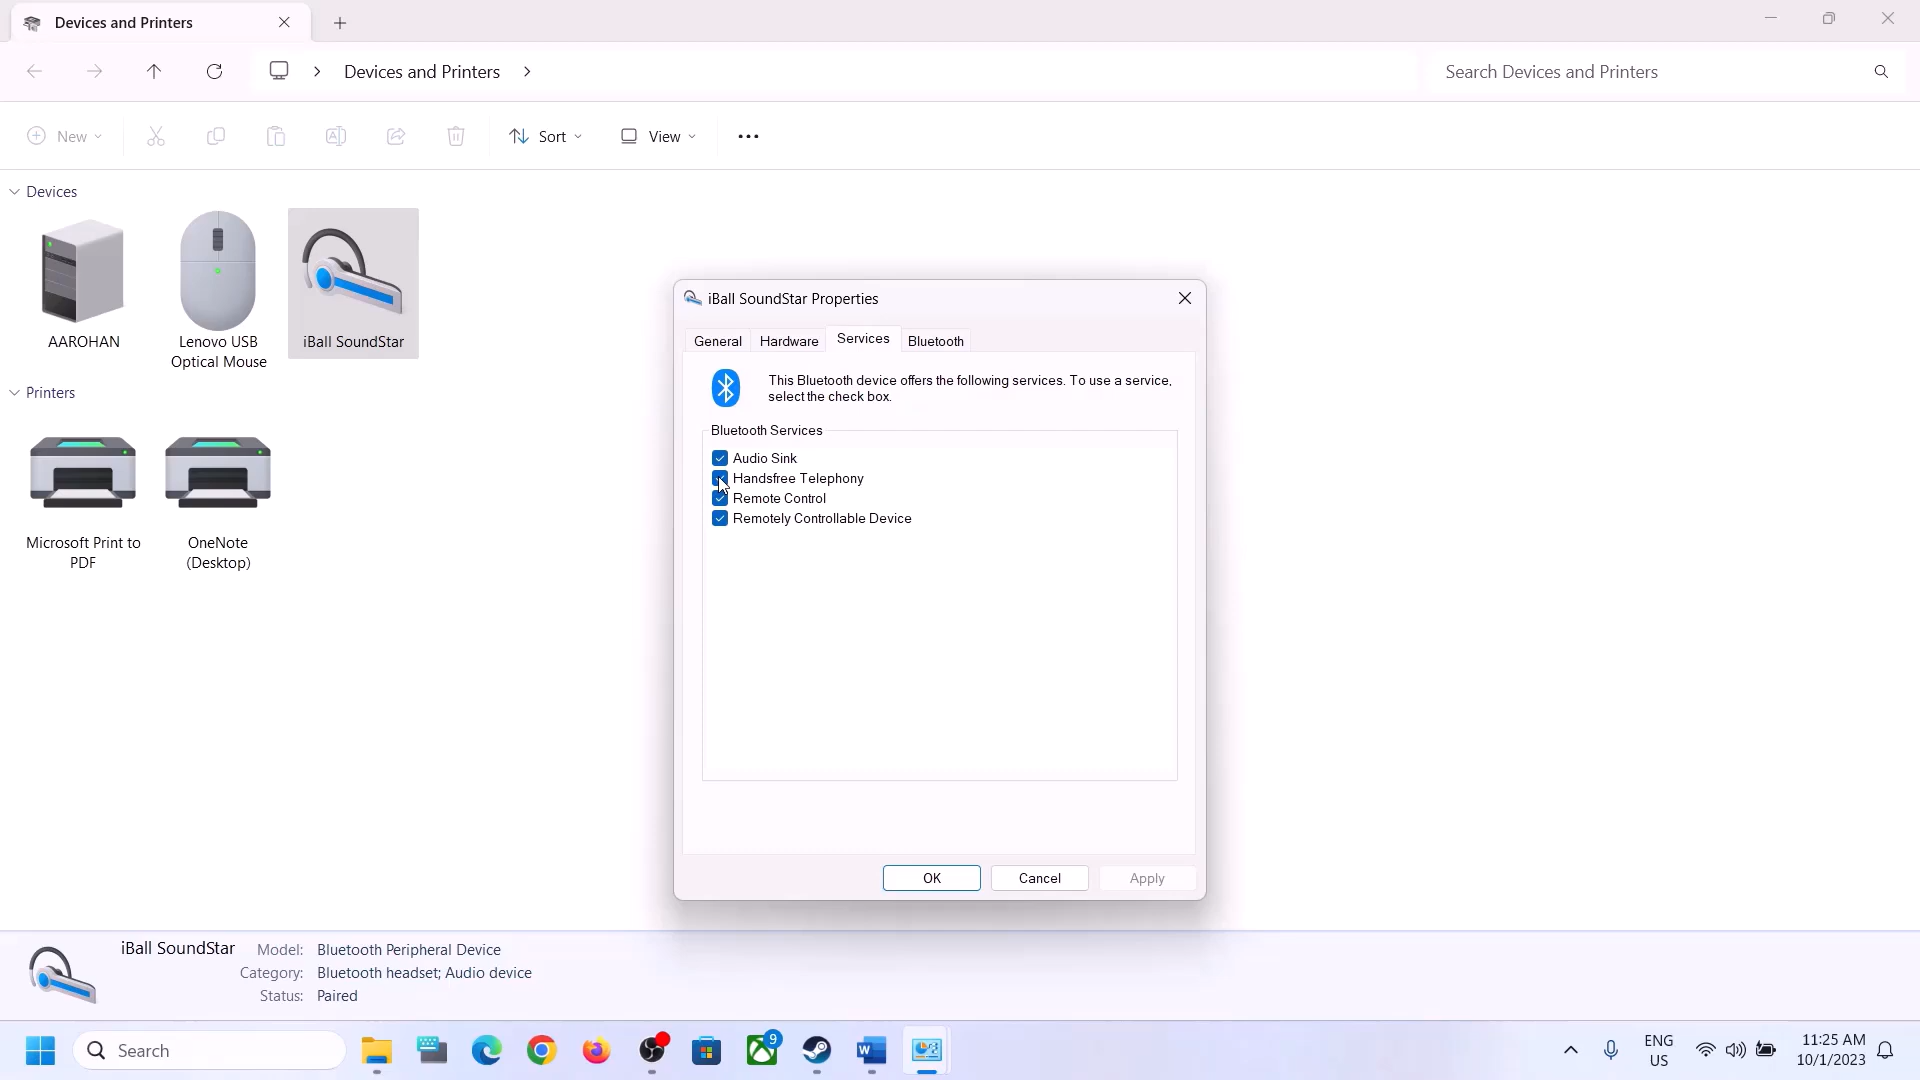 Devices and Printers
Devices and Printers
Search Devices and Printers
New
Sort
View
Devices
AAROHAN
Lenovo USB
Optical Mouse
iBall SoundStar
Printers
Microsoft Print to
PDF
OneNote
(Desktop)
iBall SoundStar Properties
General
Hardware
Services
Bluetooth
This Bluetooth device offers the following services. To use a service,
select the check box.
Bluetooth Services
Audio Sink
Handsfree Telephony
Remote Control
Remotely Controllable Device
OK
Cancel
Apply
iBall SoundStar
Model: Bluetooth Peripheral Device
Category: Bluetooth headset; Audio device
Status: Paired
Search
9
ENG
US
11:25 AM
10/1/2023